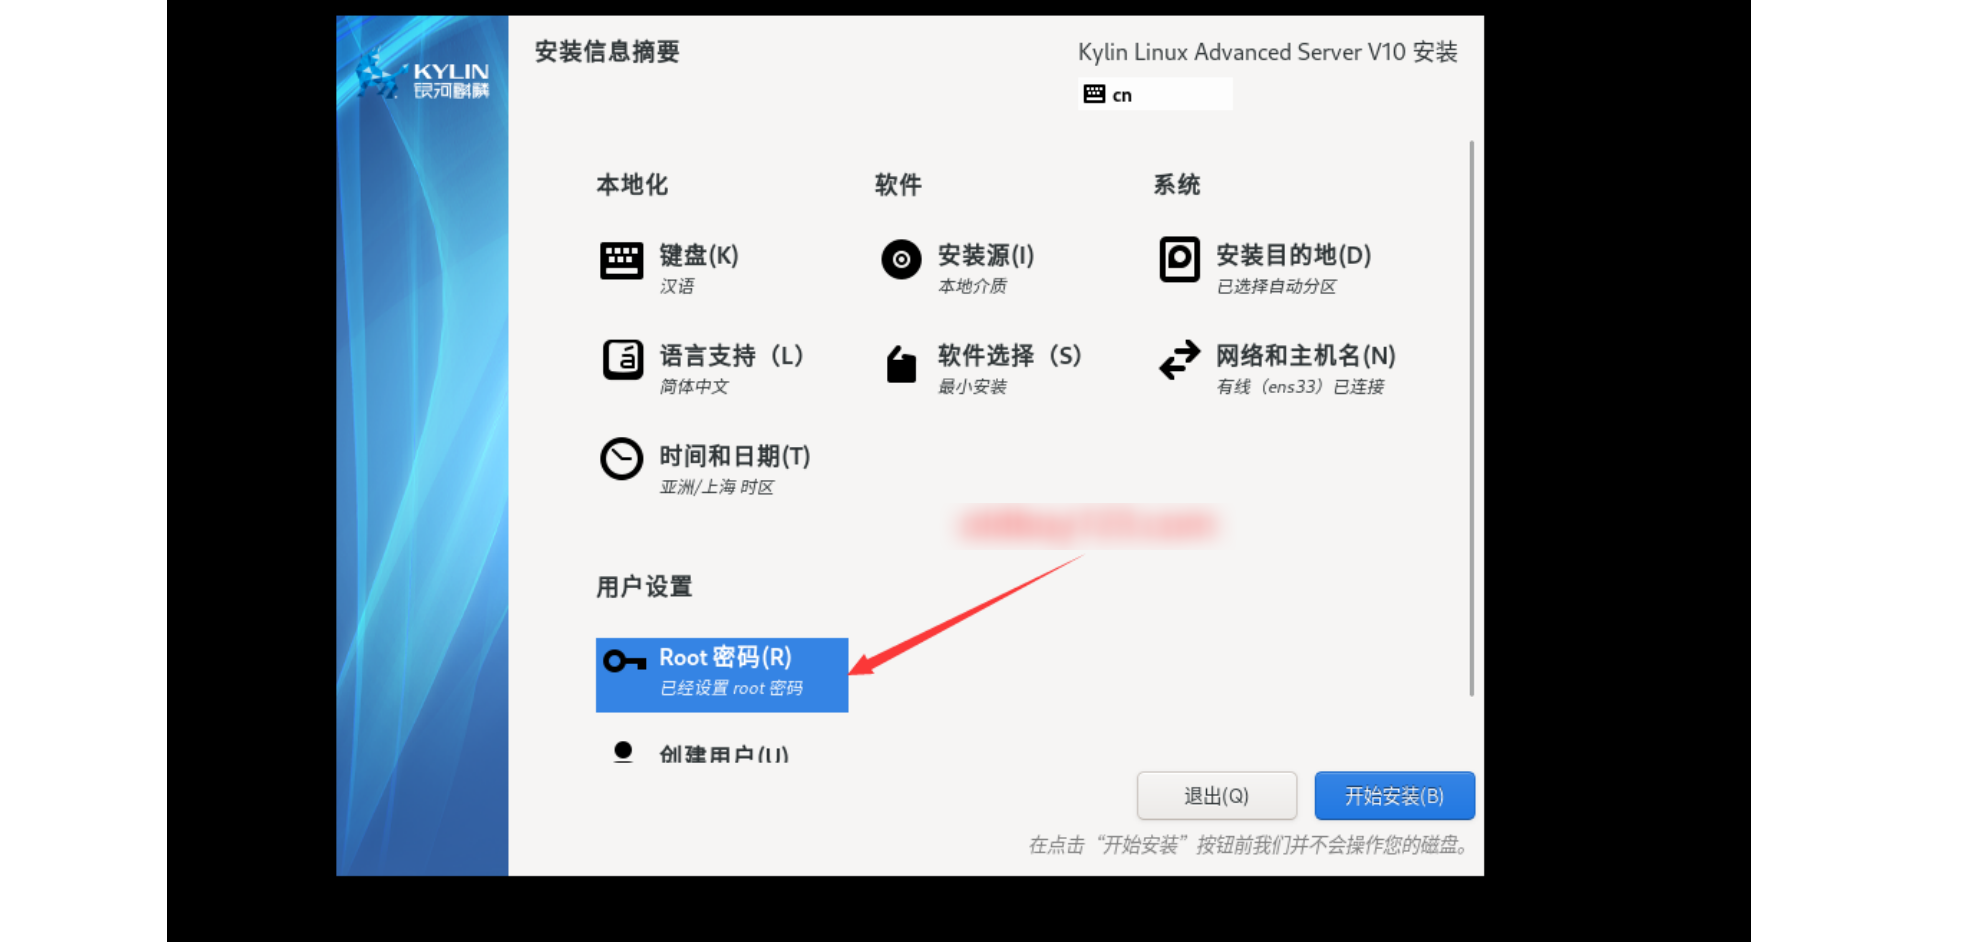 KYLIN
银河麒麟
安装信息摘要
Kylin Linux Advanced Server V10 安装
cn
本地化
软件
系统
键盘(K)
汉语
安装源(I)
本地介质
安装目的地(D)
已选择自动分区
语言支持（L）
简体中文
软件选择（S）
最小安装
网络和主机名(N)
有线（ens33）已连接
时间和日期(T)
亚洲/上海 时区
用户设置
Root 密码(R)
已经设置 root 密码
创建用户(U)
退出(Q)
开始安装(B)
在点击“开始安装”按钮前我们并不会操作您的磁盘。